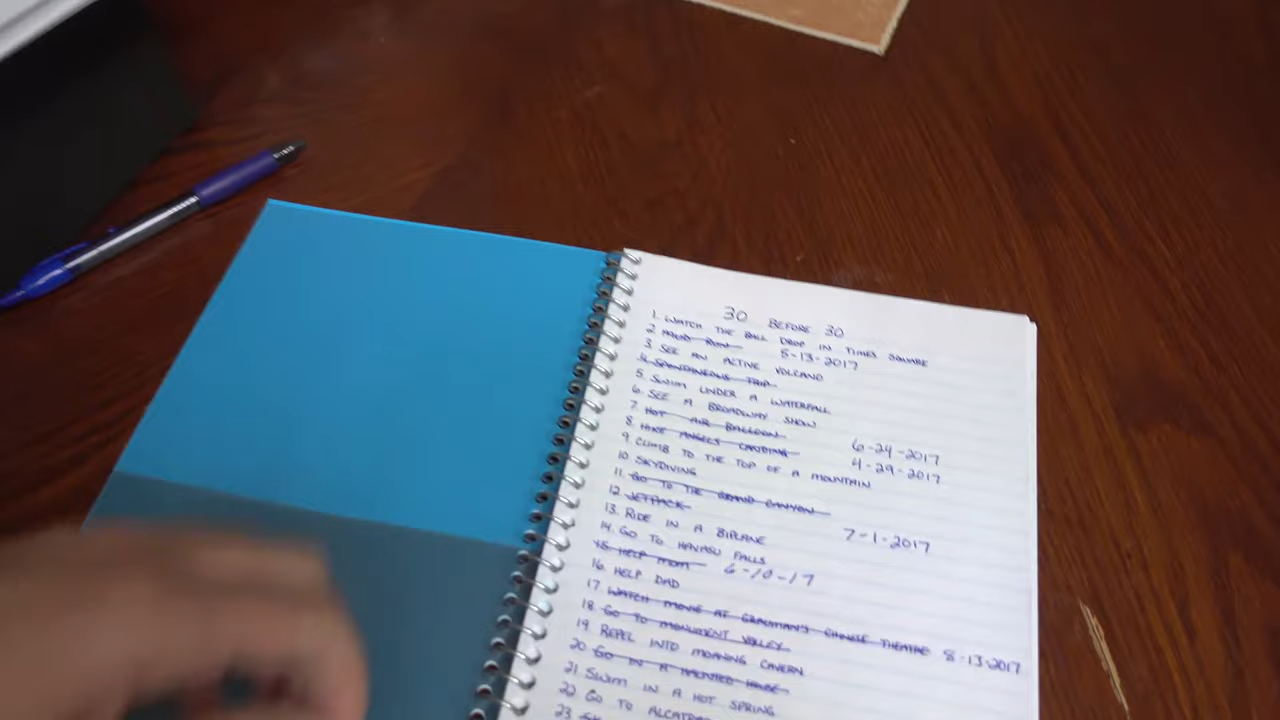 30 BEFORE 30
1. WATCH THE BALL DROP IN TIMES SQUARE
2. MUD RUN 5-13-2017
3. SEE AN ACTIVE VOLCANO
4. SPONTANEOUS TRIP
5. SWIM UNDER A WATERFALL
6. SEE A BROADWAY SHOW
7. HOT AIR BALLOON 6-24-2017
8. HIKE ANGELS LANDING 4-29-2017
9. CLIMB TO THE TOP OF A MOUNTAIN
10. SKYDIVING
11. GO TO THE GRAND CANYON
12. JETPACK 7-1-2017
13. RIDE IN A BIPLANE
14. GO TO HAVASU FALLS
15. HELP MOM 6-10-17
16. HELP DAD
17. WATCH MOVIE AT GRAUMAN'S CHINESE THEATRE 8-13-2017
18. GO TO MONUMENT VALLEY
19. REPEL INTO MOANING CAVERN
20. GO IN A HAUNTED HOUSE
21. SWIM IN A HOT SPRING
22. GO TO ALCATRAZ
23.